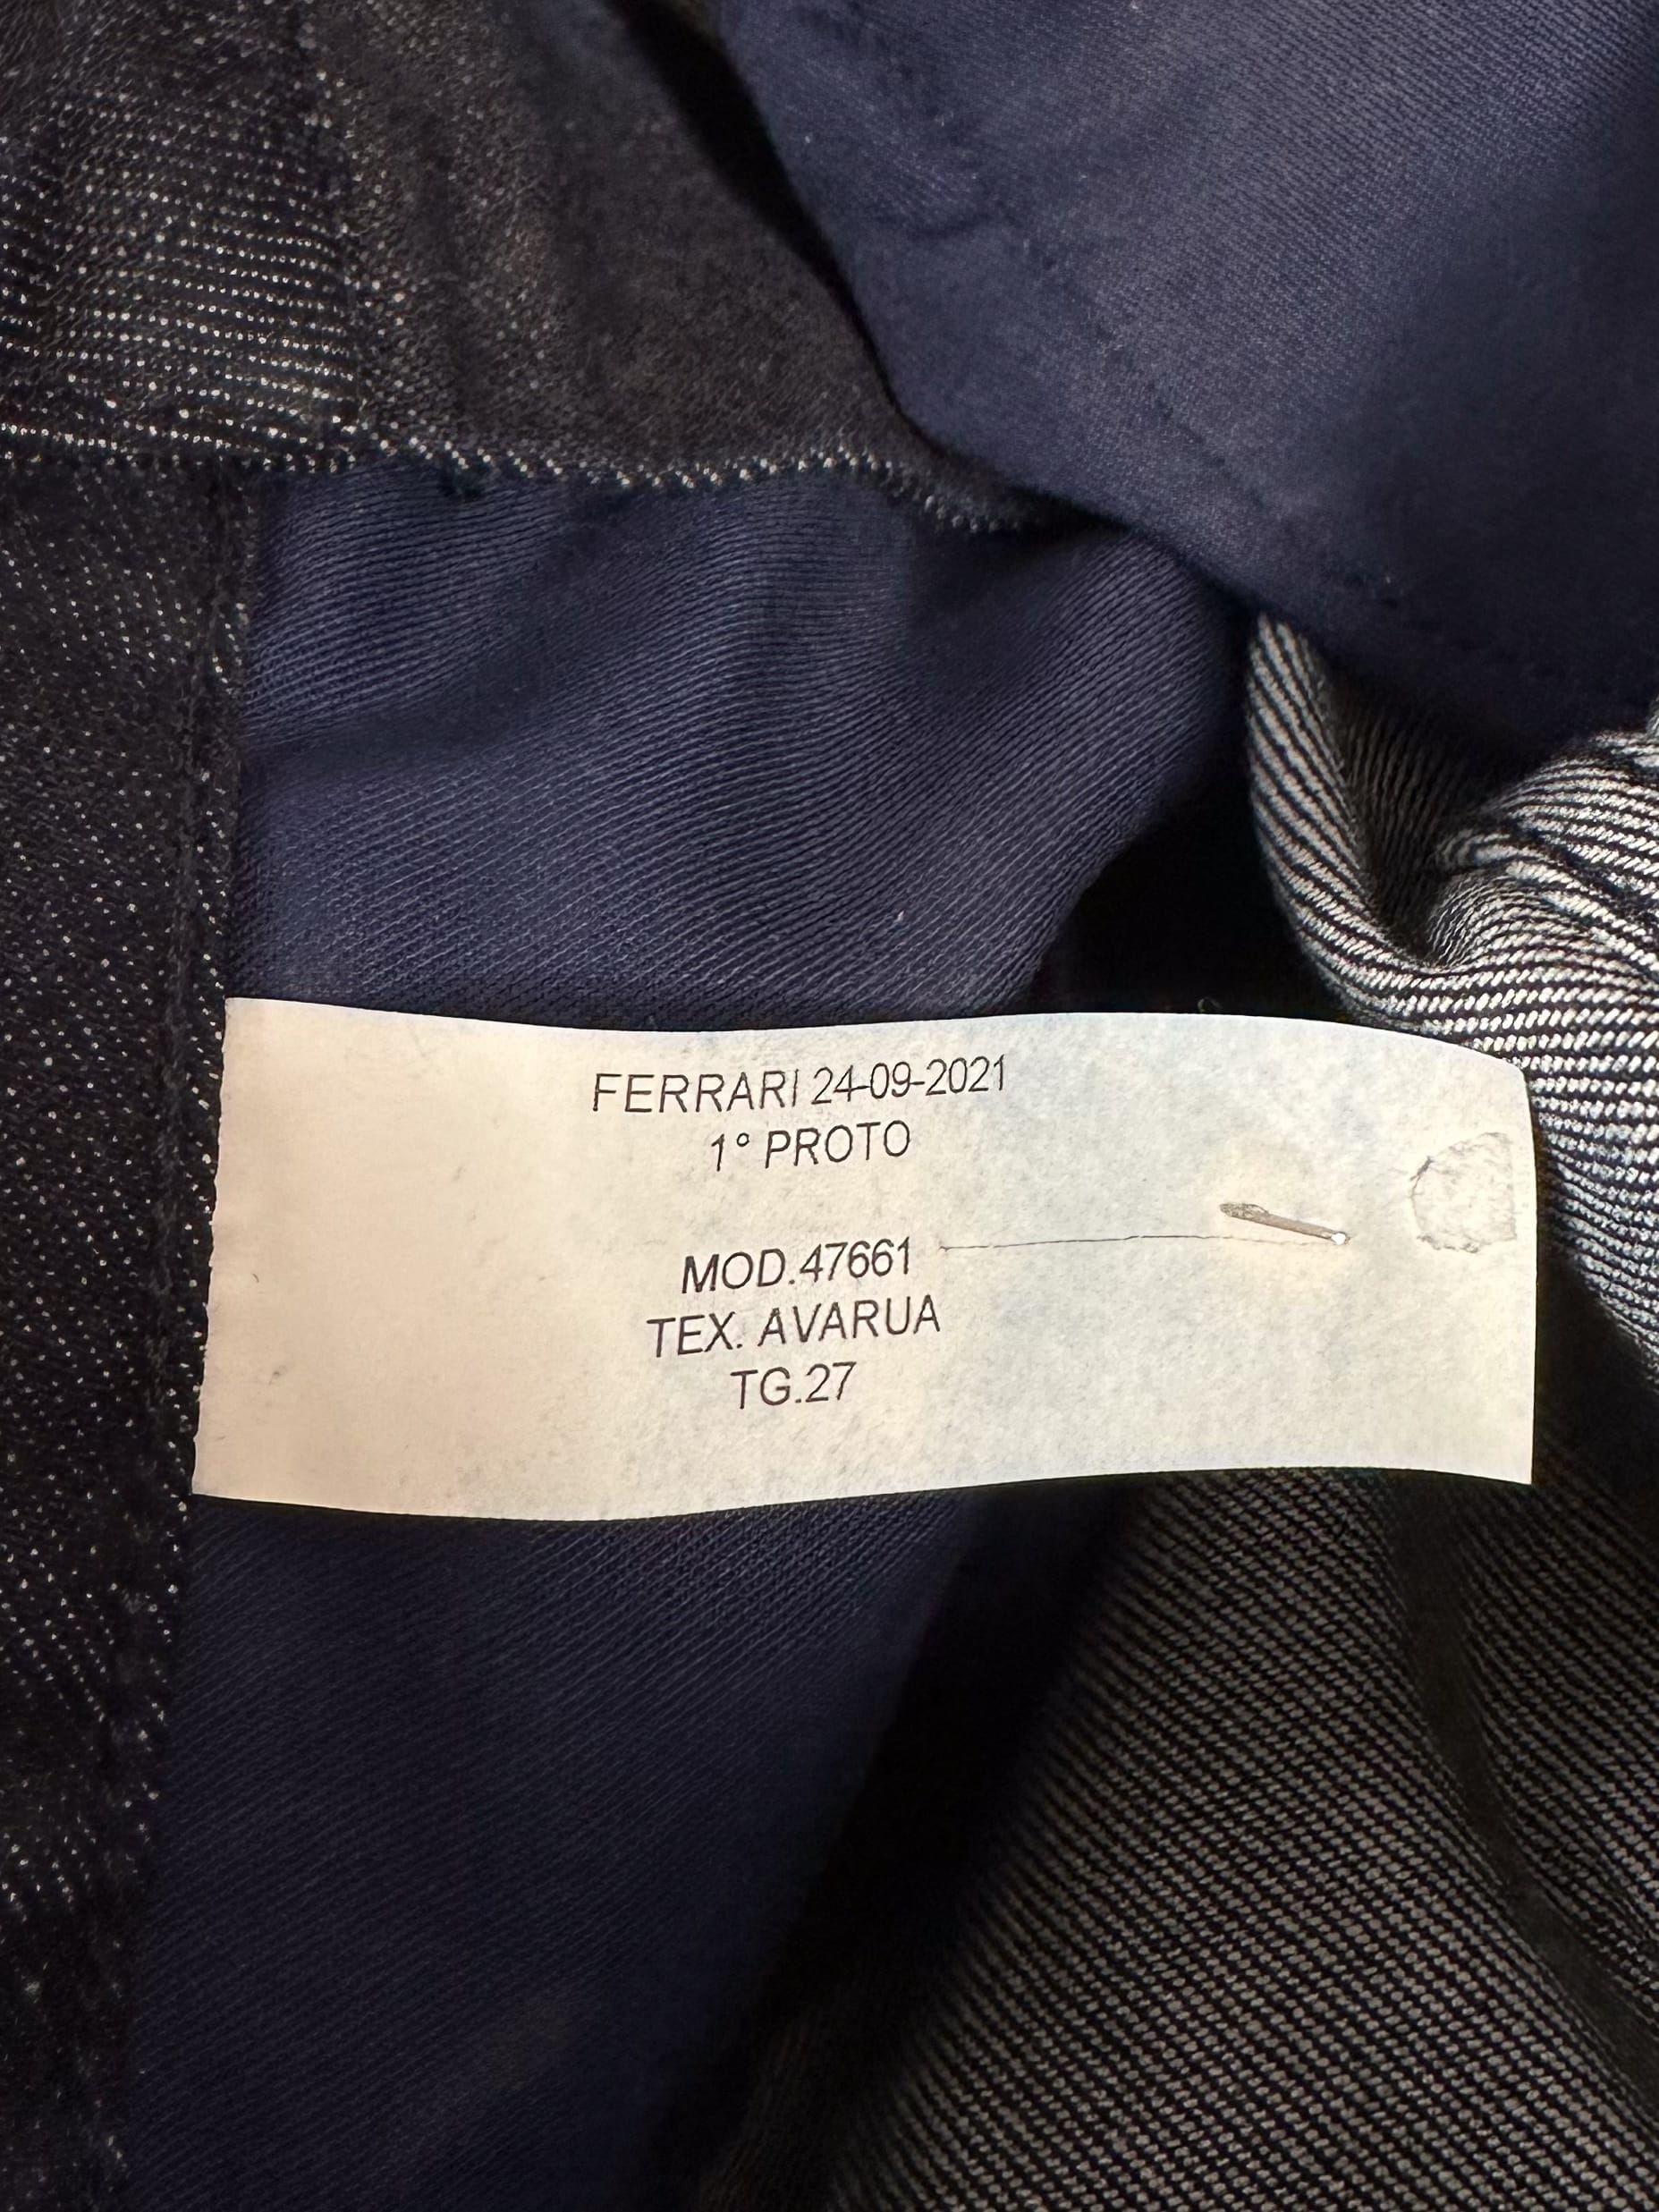 FERRARI 24-09-2021
1° PROTO
MOD.47661
TEX. AVARUA
TG.27